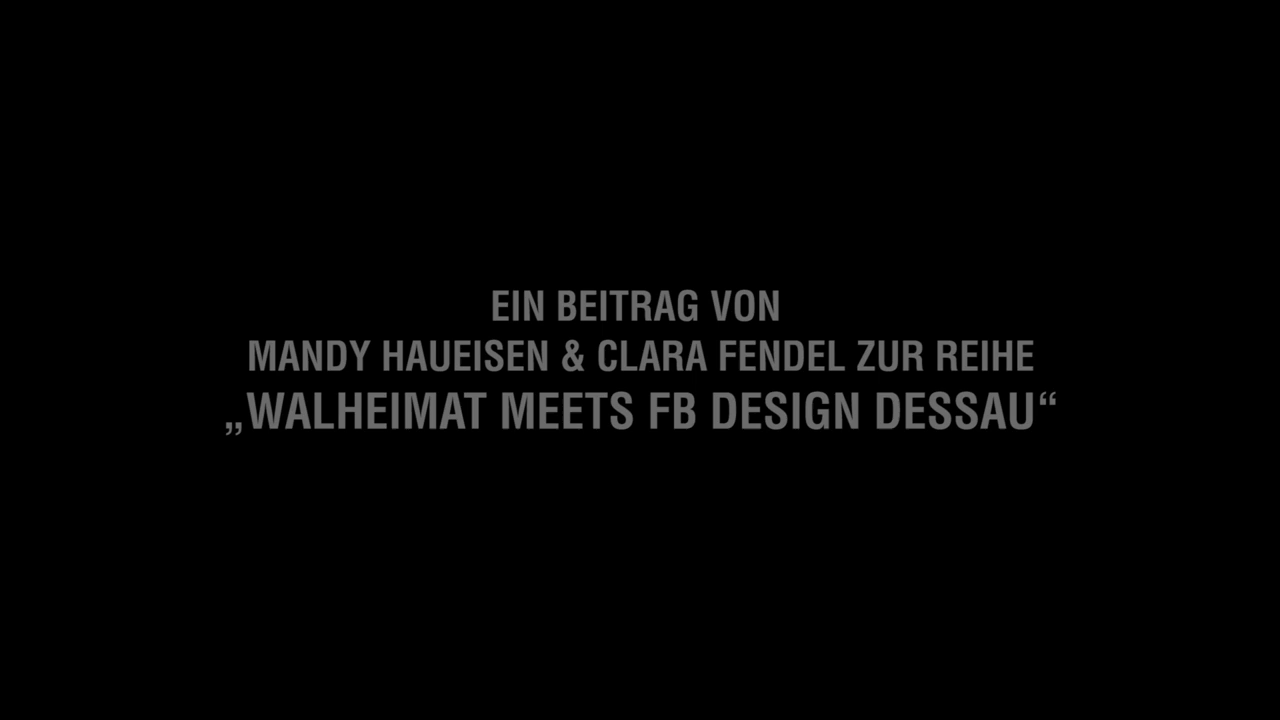 EIN BEITRAG VON
MANDY HAUEISEN & CLARA FENDEL ZUR REIHE
„WALHEIMAT MEETS FB DESIGN DESSAU“